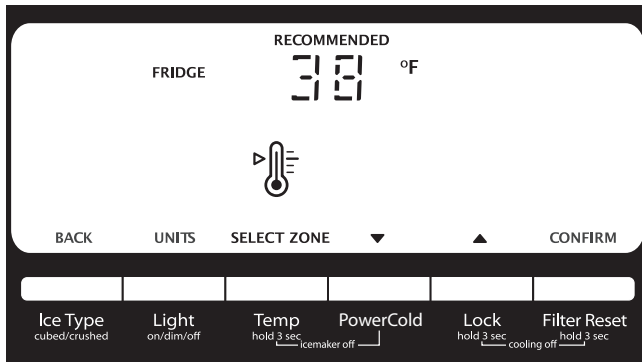 RECOMMENDED
FRIDGE 38 °F
BACK UNITS SELECT ZONE ▼ ▲ CONFIRM
Ice Type Light Temp PowerCold Lock Filter Reset
cubed/crushed on/dim/off hold 3 sec hold 3 sec hold 3 sec
icemaker off cooling off